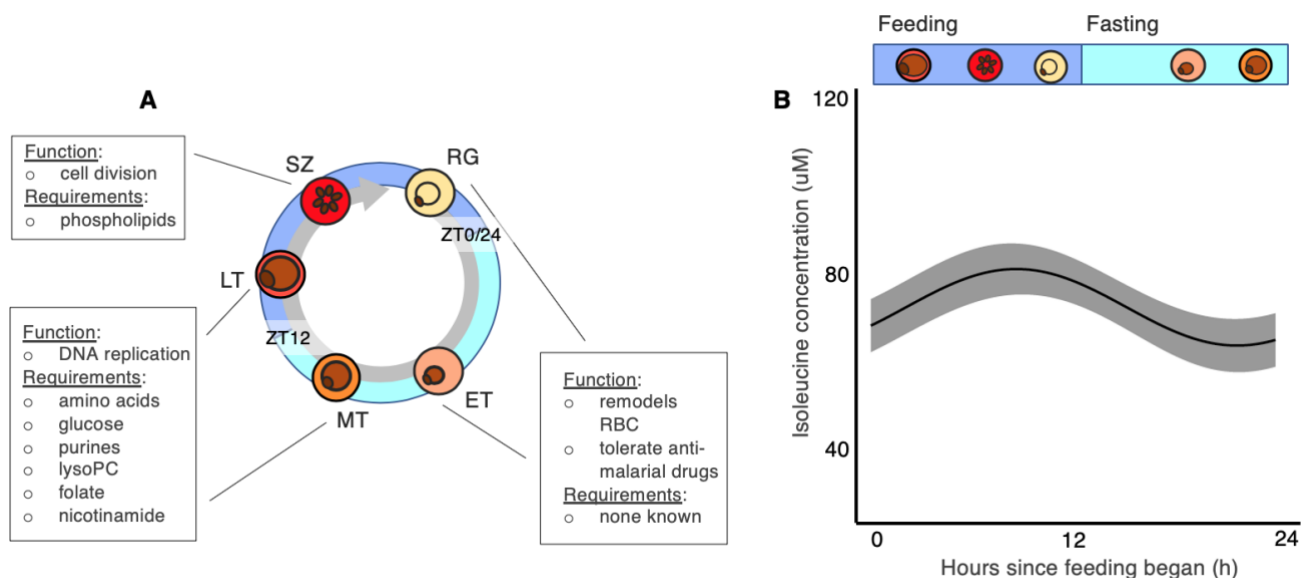 A
Function:
cell division
Requirements:
phospholipids
SZ
RG
ZT0/24
LT
ZT12
MT
ET
Function:
DNA replication
Requirements:
amino acids
glucose
purines
lysoPC
folate
nicotinamide
Function:
remodels
RBC
tolerate anti-
malarial drugs
Requirements:
none known
Feeding
Fasting
B
120
80
40
Isoleucine concentration (uM)
0
12
24
Hours since feeding began (h)